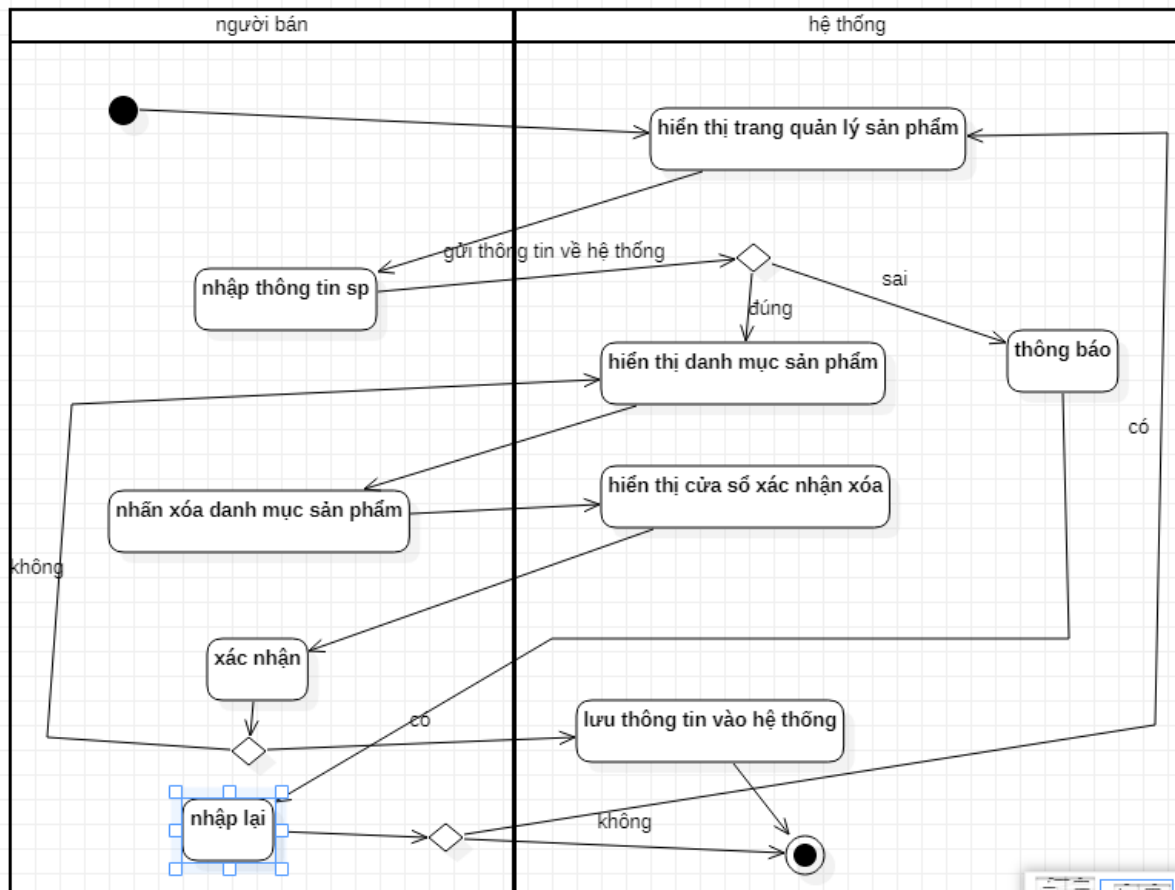 người bán
hệ thống
hiển thị trang quản lý sản phẩm
gửi thông tin về hệ thống
nhập thông tin sp
sai
đúng
hiển thị danh mục sản phẩm
thông báo
có
nhấn xóa danh mục sản phẩm
hiển thị cửa sổ xác nhận xóa
không
xác nhận
có
lưu thông tin vào hệ thống
nhập lại
không